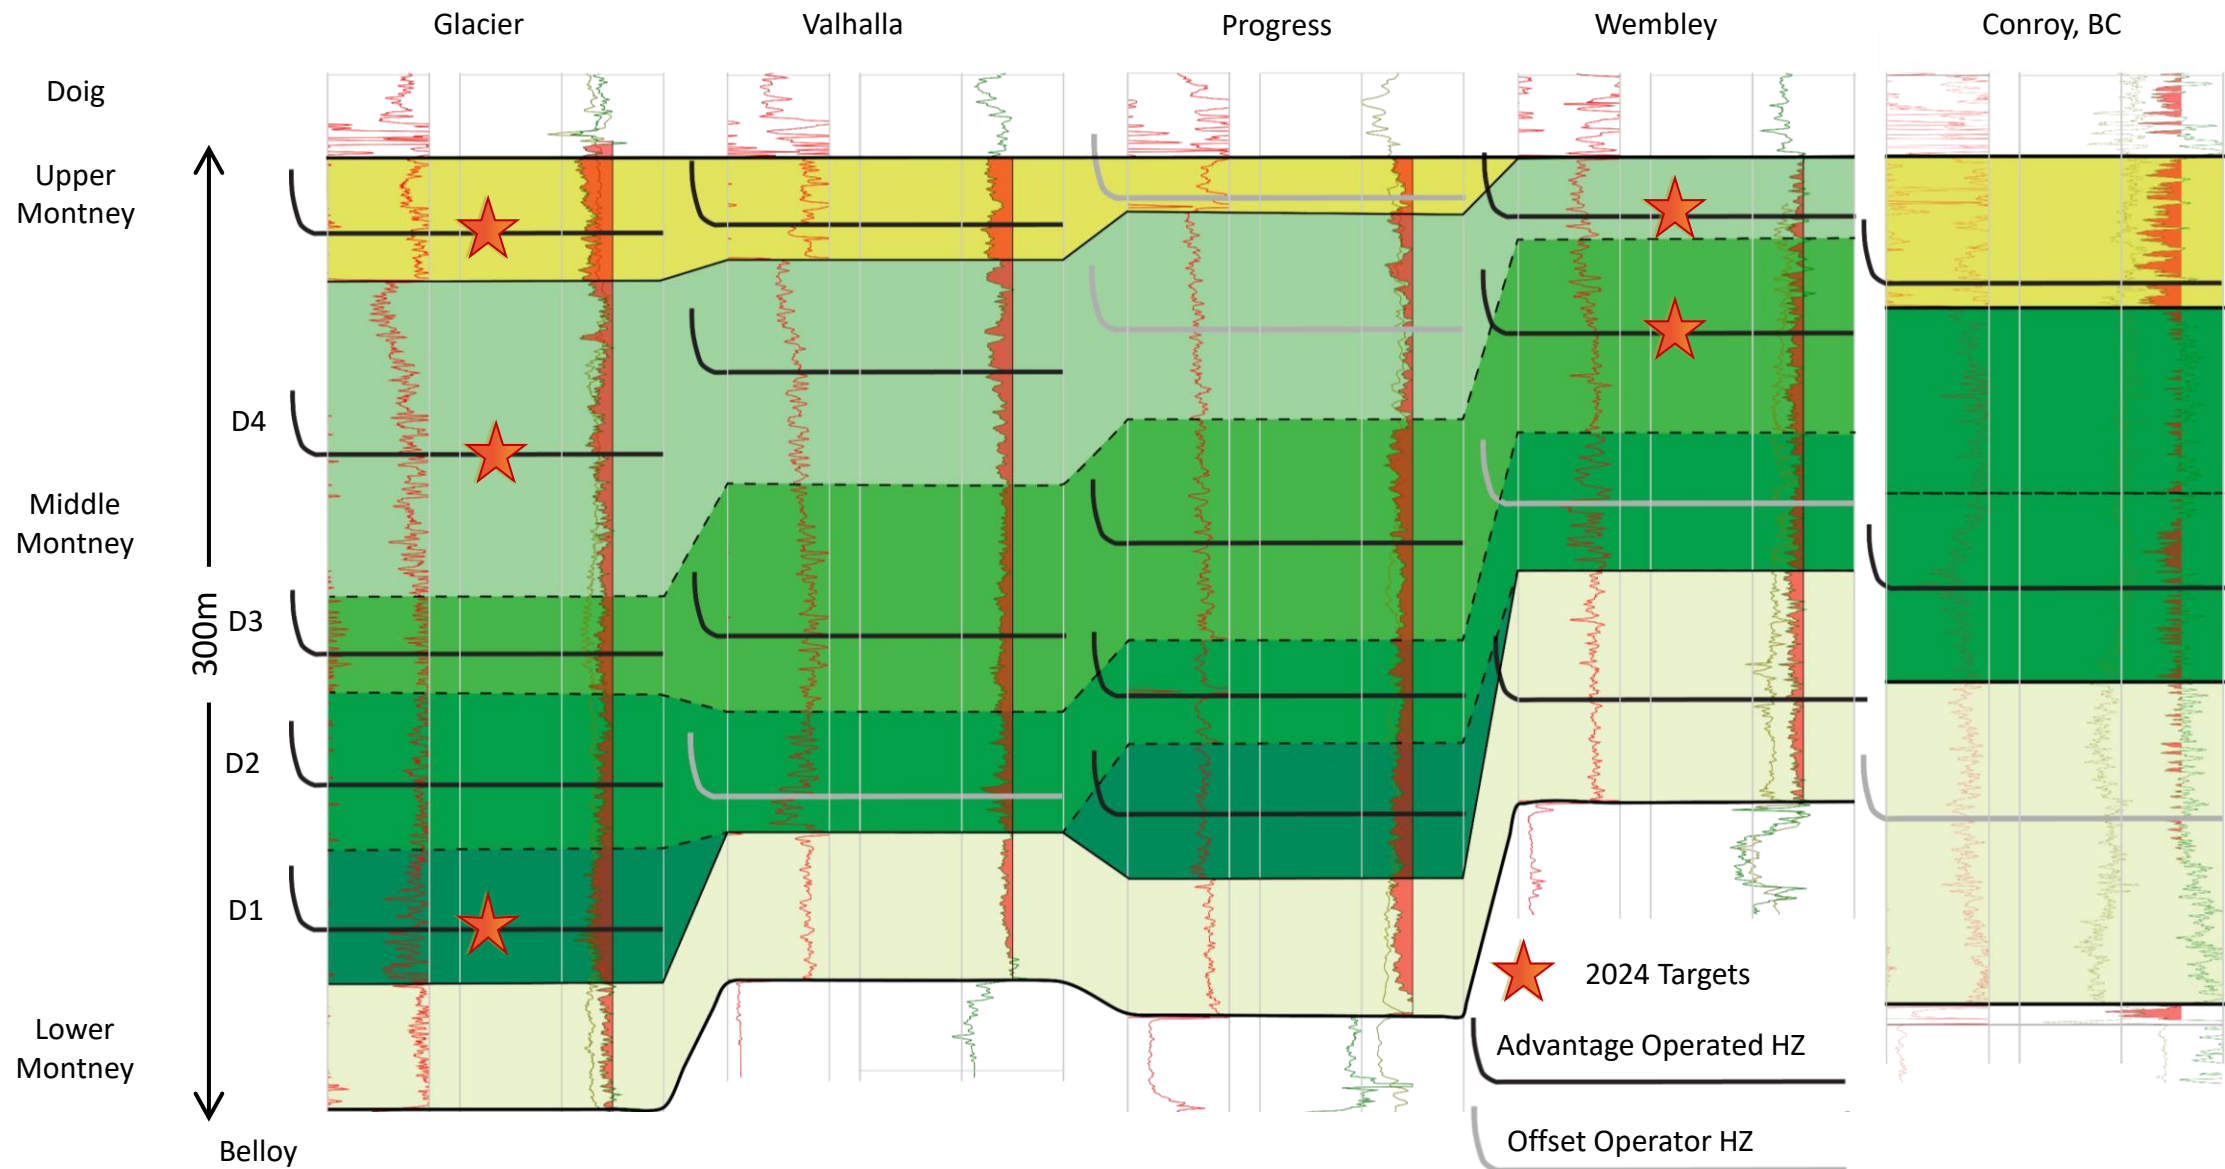 Glacier
Valhalla
Progress
Wembley
Conroy, BC
Doig
Upper
Montney
D4
Middle
Montney
300m
D3
D2
D1
Lower
Montney
Belloy
2024 Targets
Advantage Operated HZ
Offset Operator HZ